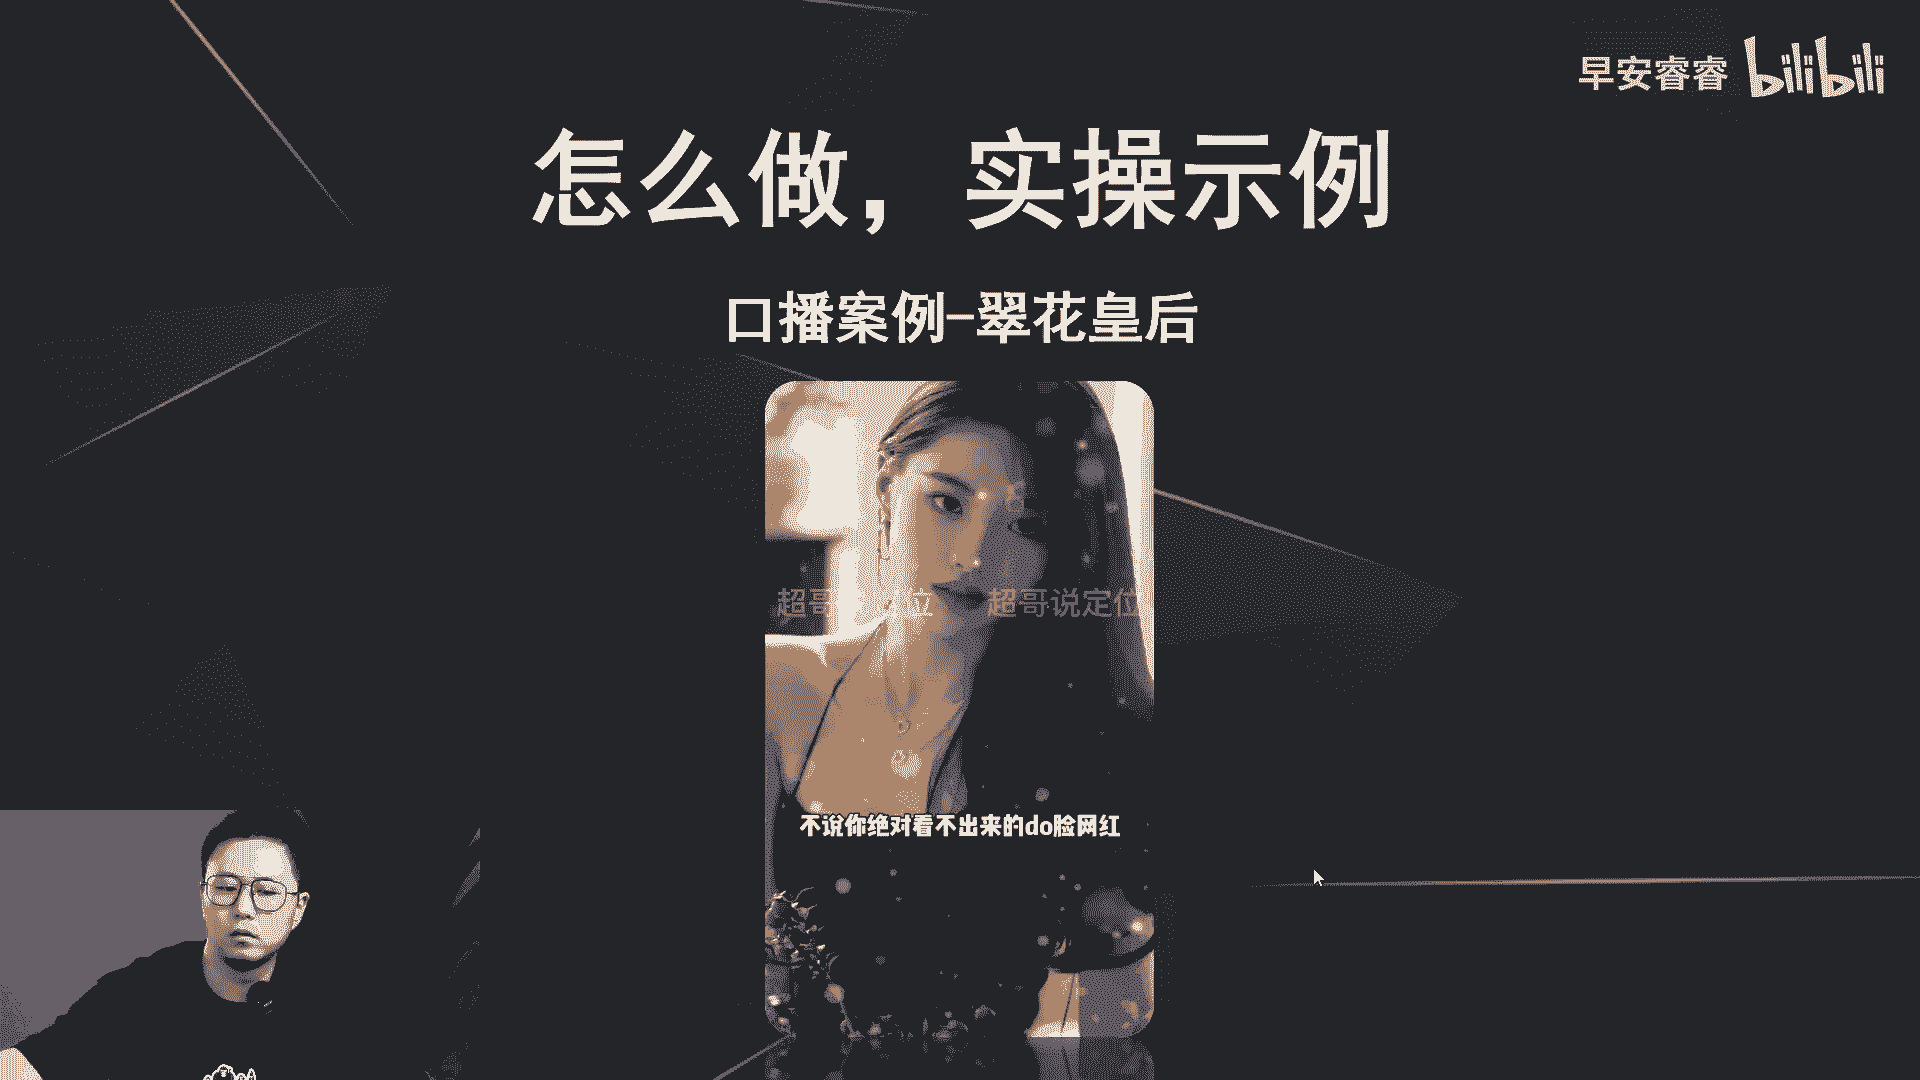 早安睿睿 bilibili
怎么做，实操示例
口播案例-翠花皇后
超哥说定位 超哥说定位
不说你绝对看不出来的do脸网红